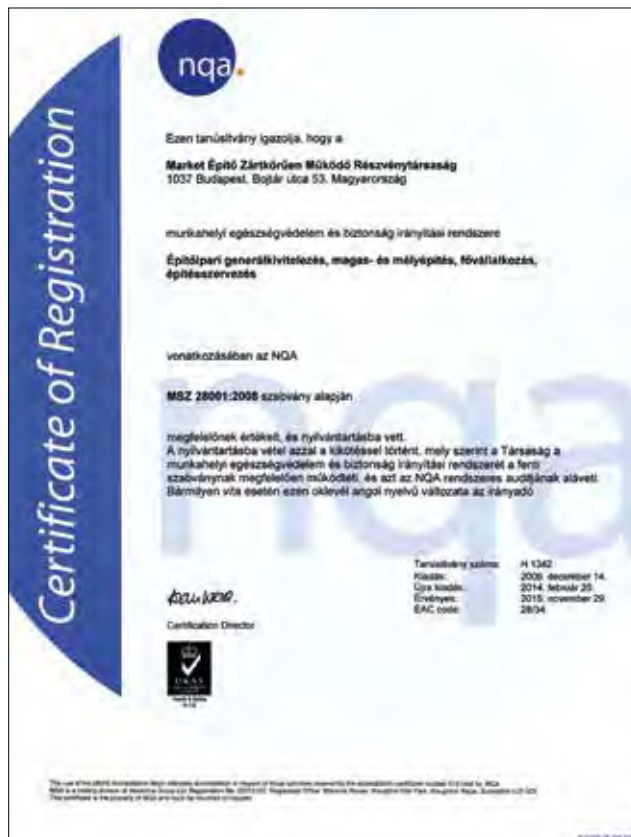 nqa.
Certificate of Registration
Ezen tanúsítvány igazolja, hogy a
Market Építő Zártkörűen Működő Részvénytársaság
1037 Budapest, Bojtár utca 53. Magyarország
munkahelyi egészségvédelem és biztonság irányítási rendszere
Építőipari generálkivitelezés, magas- és mélyépítés, fővállalkozás,
építésszervezés
vonatkozásában az NQA
MSZ 28001:2008 szabvány alapján
megfelelőnek értékelt, és nyilvántartásba vett.
A nyilvántartásba vétel azzal a kikötéssel történt, mely szerint a Társaság a
munkahelyi egészségvédelem és biztonság irányítási rendszerét a fenti
szabványnak megfelelően működteti, és azt az NQA rendszeres auditjának aláveti.
Bármilyen vita esetén ezen oklevél angol nyelvű változata az irányadó
Tanúsítvány száma: H 1342
Kiadás: 2009. december 14.
Újra kiadás: 2014. február 20.
Érvényes: 2015. november 29.
EAC code: 28/34
Certification Director
UKAS
nqa